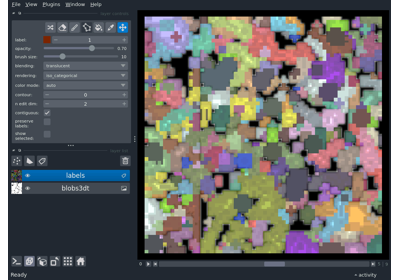 File View Plugins Window Help
label: 1
opacity: 0.70
brush size: 10
blending: translucent
rendering: iso_categorical
color mode: auto
contour: 0
n edit dim: 2
contiguous:
preserve
labels:
show
selected:
labels
blobs3dt
Ready
activity